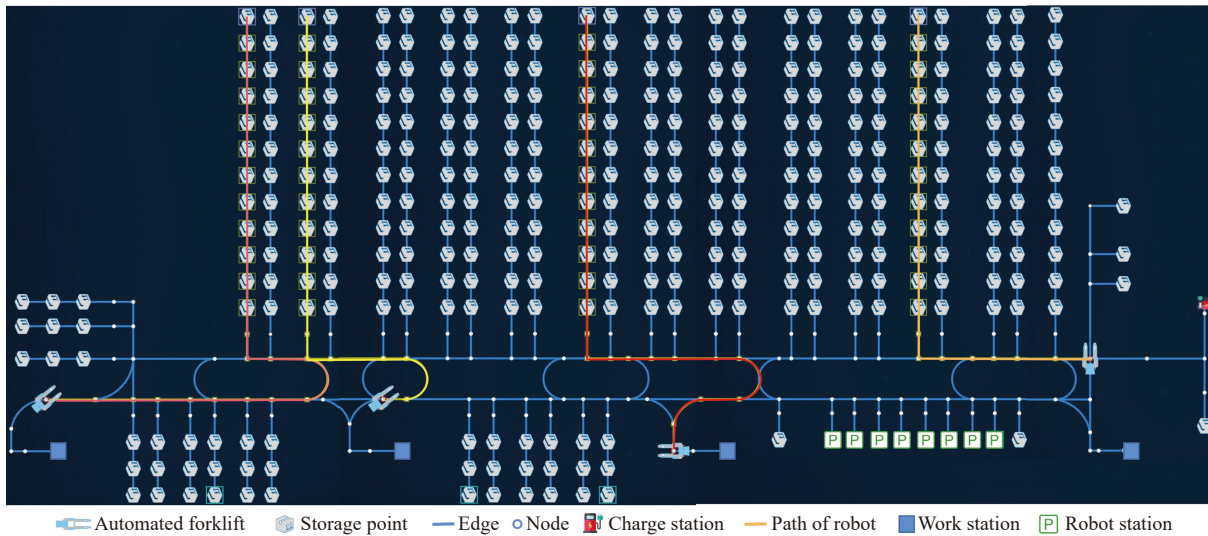 P P P P P P P P
Automated forklift Storage point Edge Node Charge station Path of robot Work station P Robot station